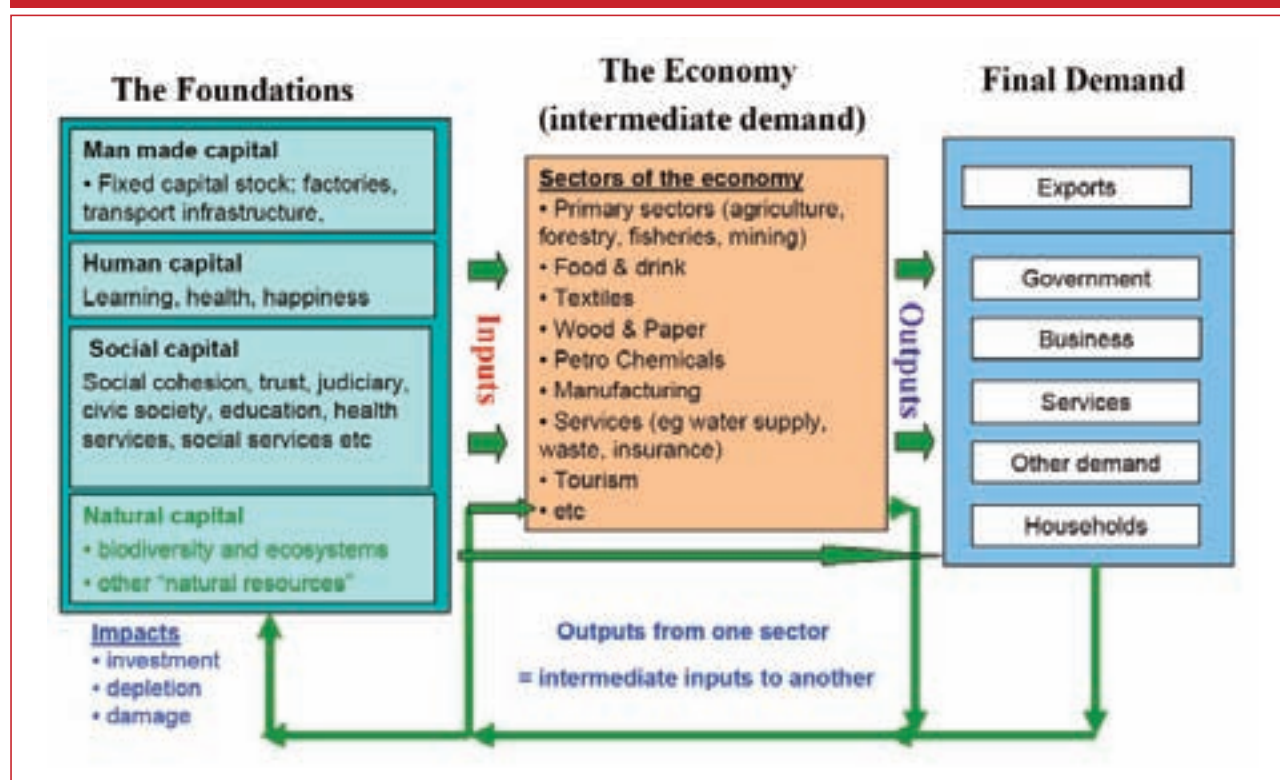 The Foundations
Man made capital
• Fixed capital stock: factories,
transport infrastructure.
Human capital
Learning, health, happiness
Social capital
Social cohesion, trust, judiciary,
civic society, education, health
services, social services etc
Natural capital
• biodiversity and ecosystems
• other "natural resources"
Impacts
• investment
• depletion
• damage
Inputs
The Economy
(intermediate demand)
Sectors of the economy
• Primary sectors (agriculture,
forestry, fisheries, mining)
• Food & drink
• Textiles
• Wood & Paper
• Petro Chemicals
• Manufacturing
• Services (eg water supply,
waste, insurance)
• Tourism
• etc
Outputs from one sector
= intermediate inputs to another
Outputs
Final Demand
Exports
Government
Business
Services
Other demand
Households